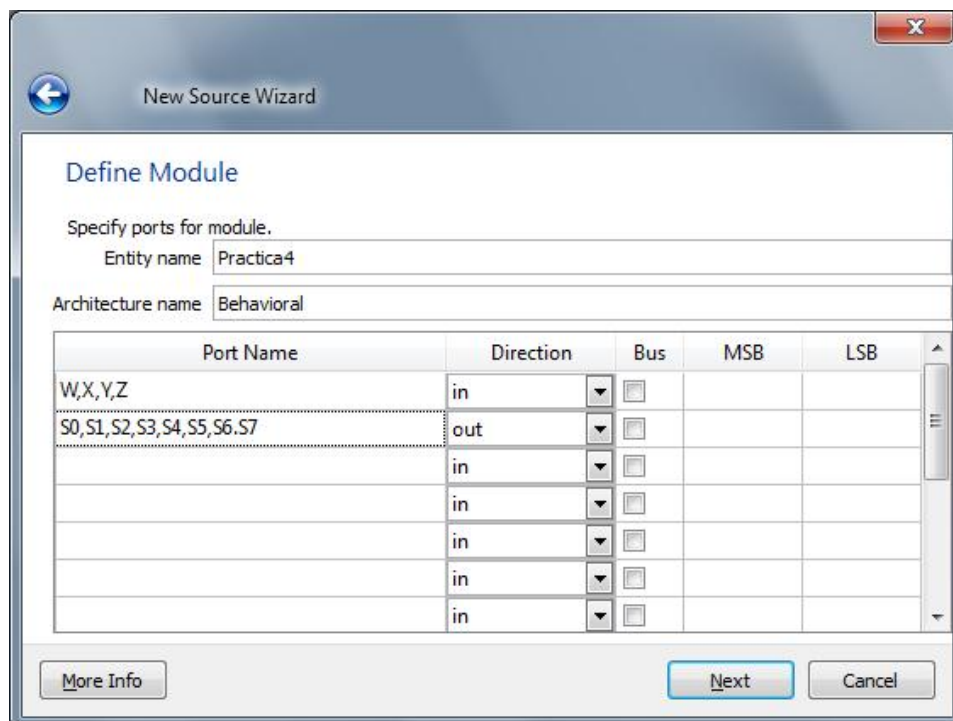 New Source Wizard
Define Module
Specify ports for module.
Entity name Practica4
Architecture name Behavioral
Port Name Direction Bus MSB LSB
W,X,Y,Z in
S0,S1,S2,S3,S4,S5,S6.S7 out
in
in
in
in
in
More Info Next Cancel